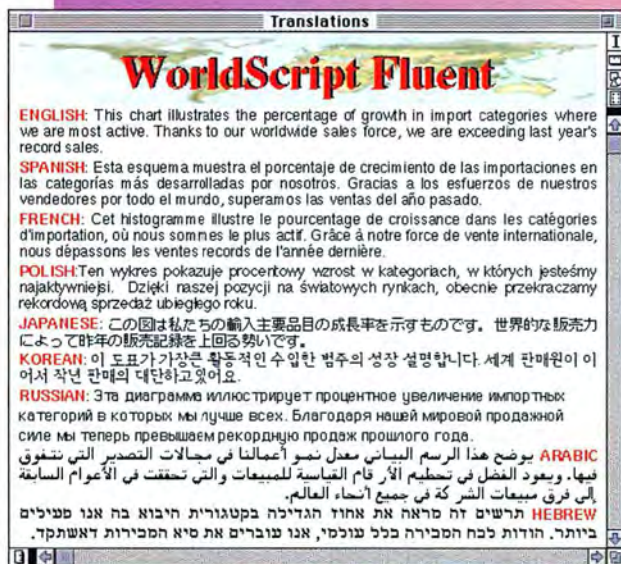 Translations
WorldScript Fluent
ENGLISH: This chart illustrates the percentage of growth in import categories where
we are most active. Thanks to our worldwide sales force, we are exceeding last year's
record sales.
SPANISH: Esta esquema muestra el porcentaje de crecimiento de las importaciones en
las categorías más desarrolladas por nosotros. Gracias a los esfuerzos de nuestros
vendedores por todo el mundo, superamos las ventas del año pasado.
FRENCH: Cet histogramme illustre le pourcentage de croissance dans les catégories
d'importation, où nous sommes le plus actif. Grâce à notre force de vente internationale,
nous dépassons les ventes records de l'année dernière.
POLISH:Ten wykres pokazuje procentowy wzrost w kategoriach, w których jesteśmy
najaktywniejsi. Dzięki naszej pozycji na światowych rynkach, obecnie przekraczamy
rekordową sprzedaż ubiegłego roku.
JAPANESE: この図は私たちの輸入主要品目の成長率を示すものです。世界的な販売力
によって昨年の販売記録を上回る勢いです。
KOREAN: 이 도표가 가장큰 활동적인 수입한 범주의 성장 설명합니다. 세계 판매원이 이
어서 작년 판매의 대단하고있어요.
RUSSIAN: Эта диаграмма иллюстрирует процентное увеличение импортных
категорий в которых мы лучше всех. Благодаря нашей мировой продажной
силе мы теперь превышаем рекордную продаж прошлого года.
ARABIC يوضح هذا الرسم البياني معدل نمو أعمالنا في مجالات التصدير التي نتفوق
فيها. ويعود الفضل في تحطيم الأر قام القياسية للمبيعات والتي تحققت في الأعوام السابقة
إلى فرق مبيعات الشر كة في جميع أنحاء العالم.
HEBREW תרשים זה מראה את אחוז הגדילה בקטגורית היבוא בה אנו פעילים
ביותר. הודות לכח המכירה כלל עולמי, אנו עוברים את סיא המכירות דאשתקד.